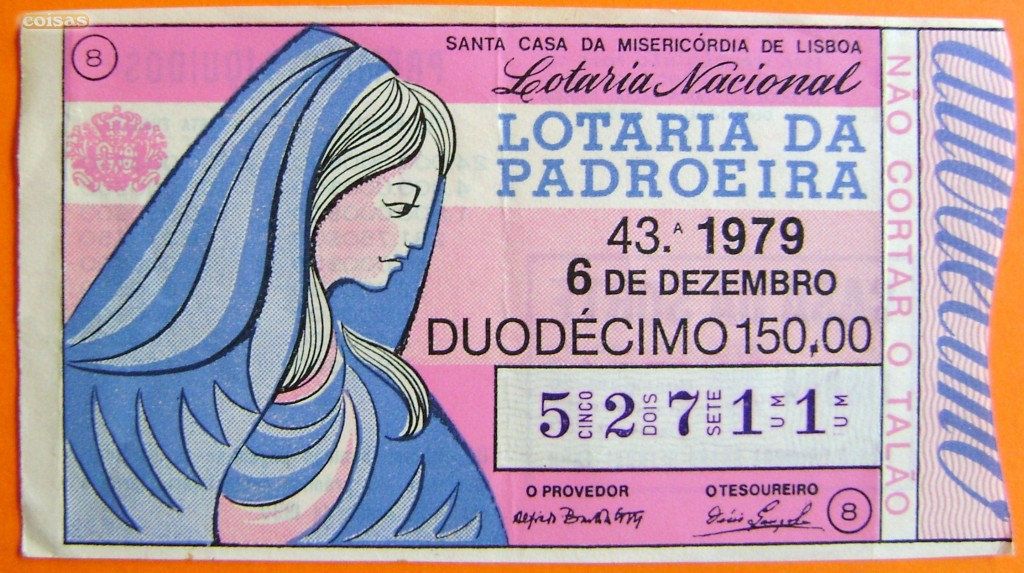 coisas
8
SANTA CASA DA MISERICÓRDIA DE LISBOA
Lotaria Nacional
LOTARIA DA
PADROEIRA
43.ª 1979
6 DE DEZEMBRO
DUODÉCIMO 150,00
5 CINCO 2 DOIS 7 SETE 1 UM 1 UM
O PROVEDOR
O TESOUREIRO
8
NÃO CORTAR O TALÃO